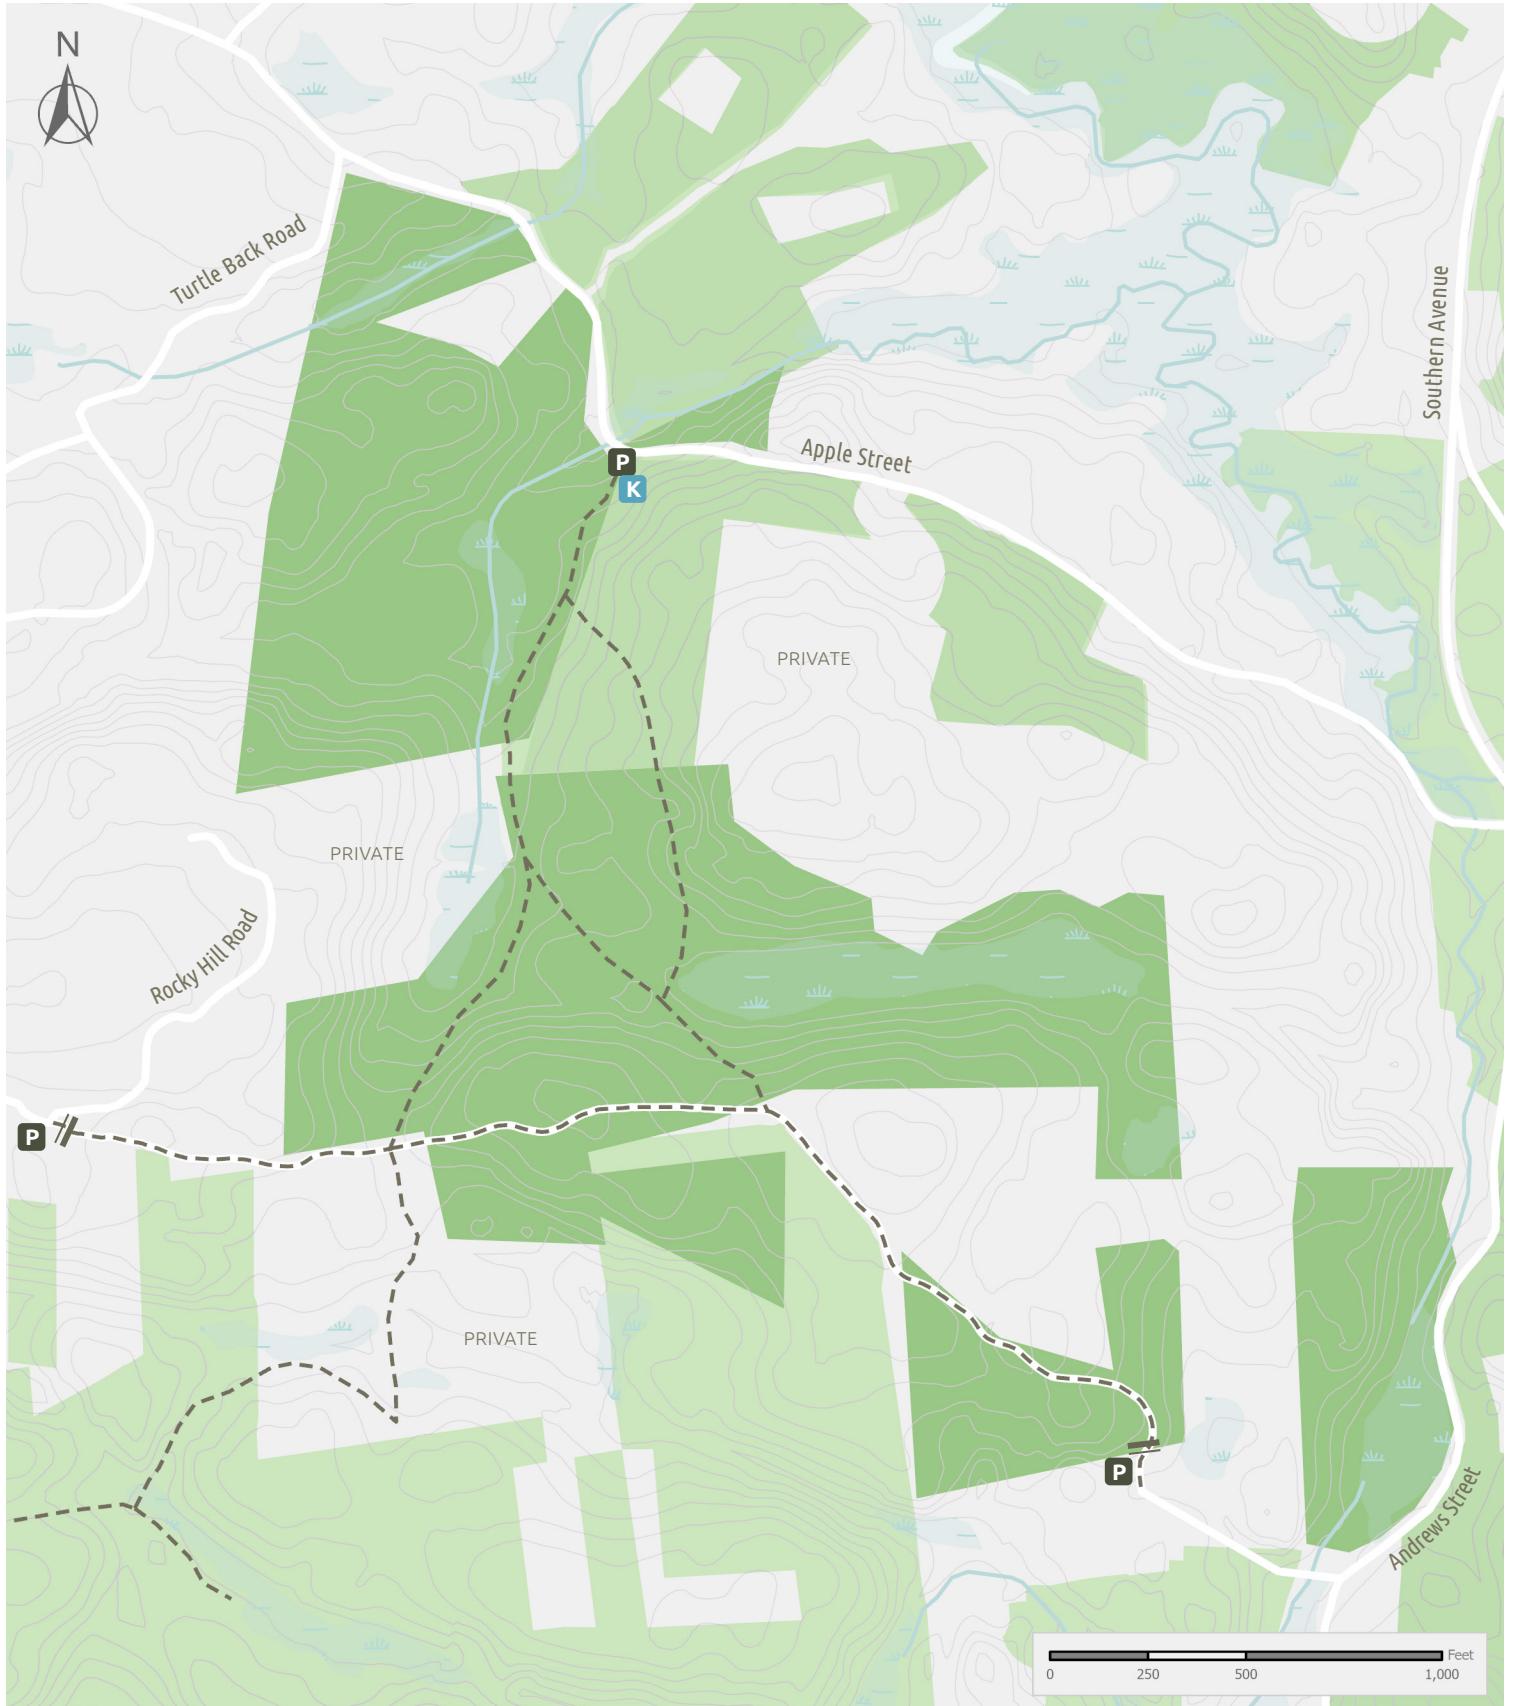 N
Turtle Back Road
Southern Avenue
Apple Street
P
K
PRIVATE
PRIVATE
Rocky Hill Road
P
PRIVATE
P
Andrews Street
Feet
0 250 500 1,000